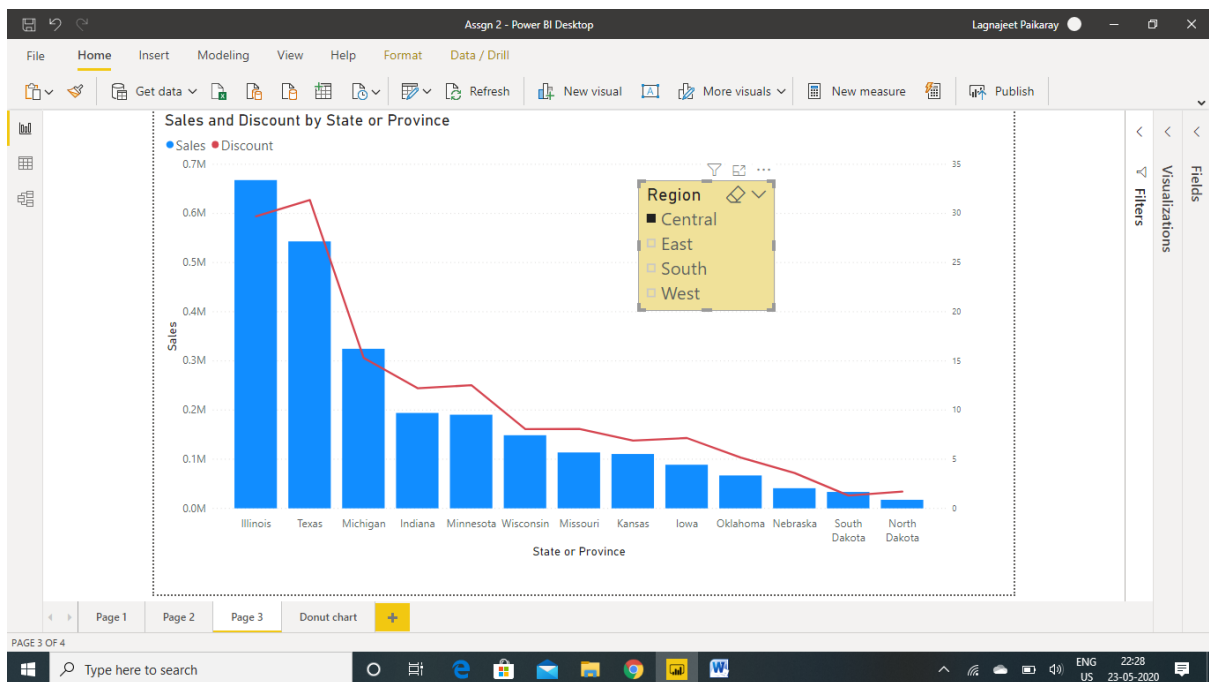 Assgn 2 - Power BI Desktop
Lagnajeet Paikaray
File Home Insert Modeling View Help Format Data / Drill
Get data Refresh New visual A More visuals New measure Publish
Sales and Discount by State or Province
Sales Discount
0.7M
0.6M
0.5M
0.4M
0.3M
0.2M
0.1M
0.0M
Sales
35
30
25
20
15
10
5
0
Region
Central
East
South
West
Illinois Texas Michigan Indiana Minnesota Wisconsin Missouri Kansas Iowa Oklahoma Nebraska South Dakota North Dakota
State or Province
Filters
Visualizations
Fields
Page 1 Page 2 Page 3 Donut chart +
PAGE 3 OF 4
Type here to search
W
ENG
US
22:28
23-05-2020